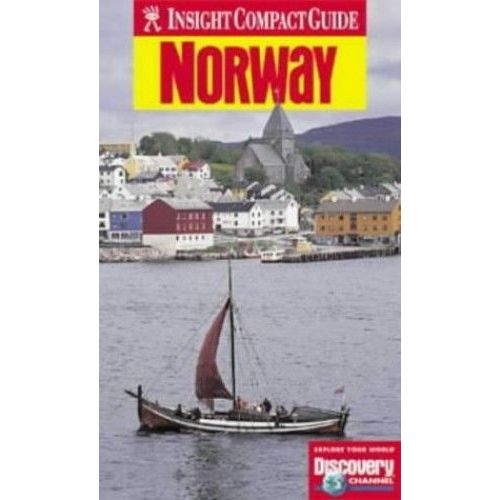 INSIGHT COMPACT GUIDE
NORWAY
EXPLORE YOUR WORLD
Discovery
CHANNEL